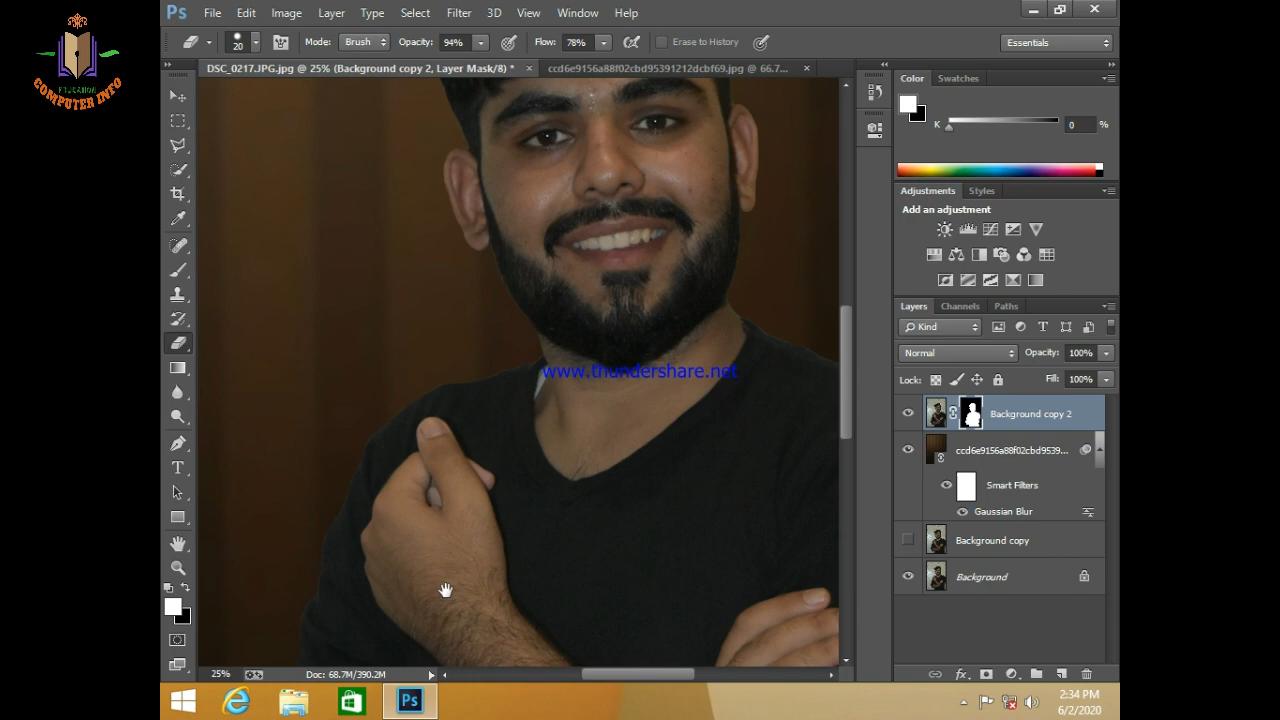 Ps File Edit Image Layer Type Select Filter 3D View Window Help
20 Mode: Brush Opacity: 94% Flow: 78% Erase to History Essentials
DSC_0217.JPG.jpg @ 25% (Background copy 2, Layer Mask/8) * × ccd6e9156a88f02cbd95391212dcbf69.jpg @ 66.7... ×
EDUCATION
COMPUTER INFO
Color Swatches
K 0 %
Adjustments Styles
Add an adjustment
Layers Channels Paths
Kind
Normal Opacity: 100%
Lock: Fill: 100%
Background copy 2
ccd6e9156a88f02cbd9539...
Smart Filters
Gaussian Blur
Background copy
Background
www.thundershare.net
25% Doc: 68.7M/390.2M
Ps
2:34 PM
6/2/2020